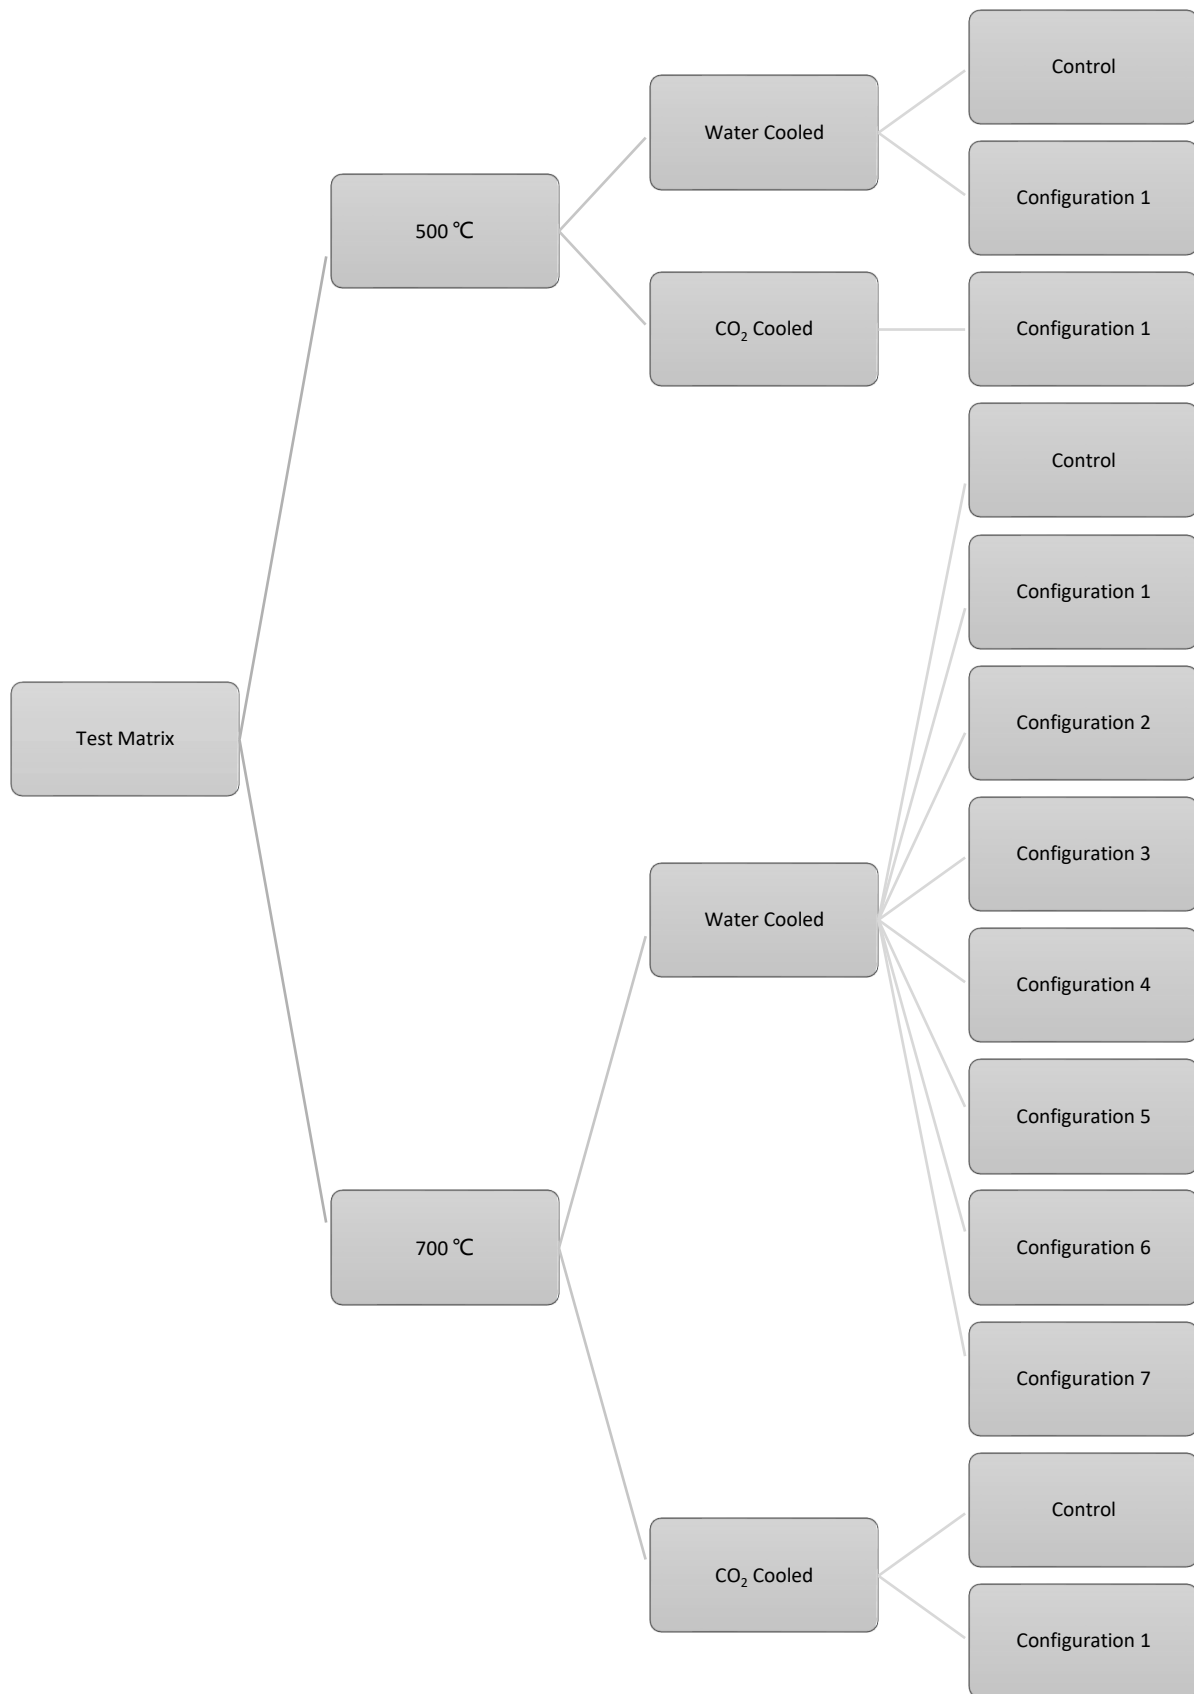 Test Matrix
500 ℃
Water Cooled
Control
Configuration 1
CO₂ Cooled
Configuration 1
700 ℃
Water Cooled
Control
Configuration 1
Configuration 2
Configuration 3
Configuration 4
Configuration 5
Configuration 6
Configuration 7
CO₂ Cooled
Control
Configuration 1